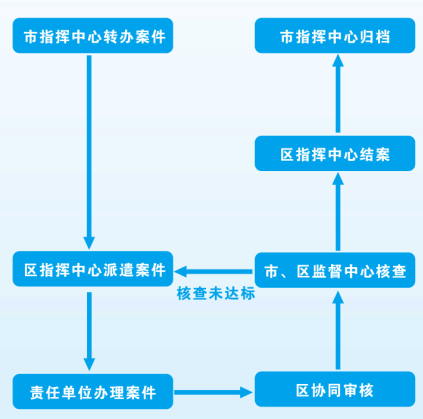 市指挥中心转办案件
市指挥中心归档
区指挥中心结案
区指挥中心派遣案件
市、区监督中心核查
核查未达标
责任单位办理案件
区协同审核